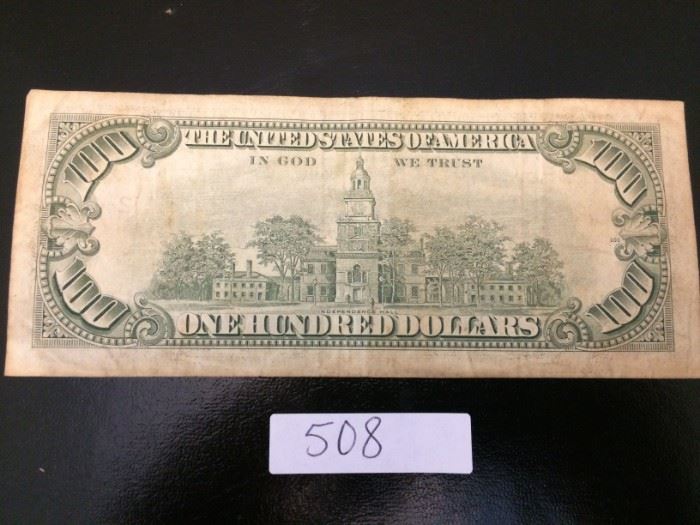 100 THE UNITED STATES OF AMERICA 100
IN GOD WE TRUST
INDEPENDENCE HALL
100 ONE HUNDRED DOLLARS 100
508